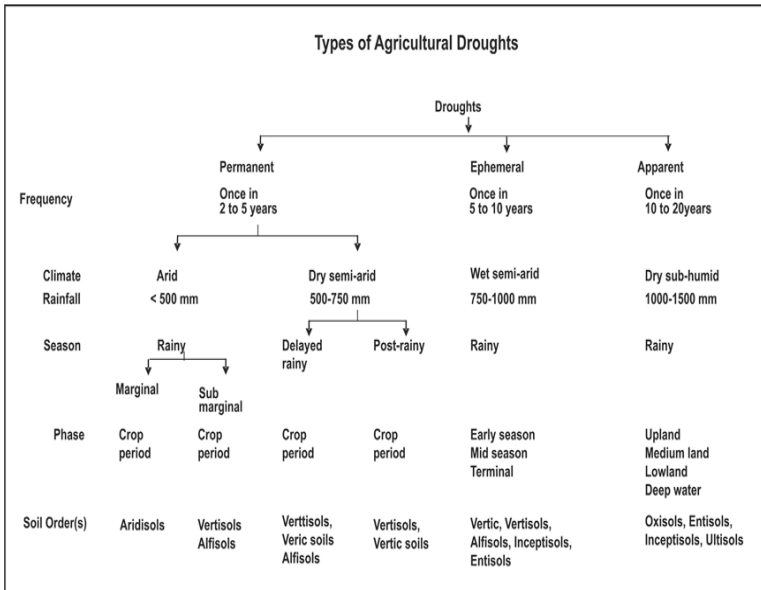 Types of Agricultural Droughts
Droughts
Permanent Ephemeral Apparent
Frequency Once in Once in Once in
2 to 5 years 5 to 10 years 10 to 20years
Climate Arid Dry semi-arid Wet semi-arid Dry sub-humid
Rainfall < 500 mm 500-750 mm 750-1000 mm 1000-1500 mm
Season Rainy Delayed Post-rainy Rainy Rainy
rainy
Marginal Sub
marginal
Phase Crop Crop Crop Crop Early season Upland
period period period period Mid season Medium land
Terminal Lowland
Deep water
Soil Order(s) Aridisols Vertisols Verttisols, Vertisols, Vertic, Vertisols, Oxisols, Entisols,
Alfisols Veric soils Vertic soils Alfisols, Inceptisols, Inceptisols, Ultisols
Alfisols Entisols